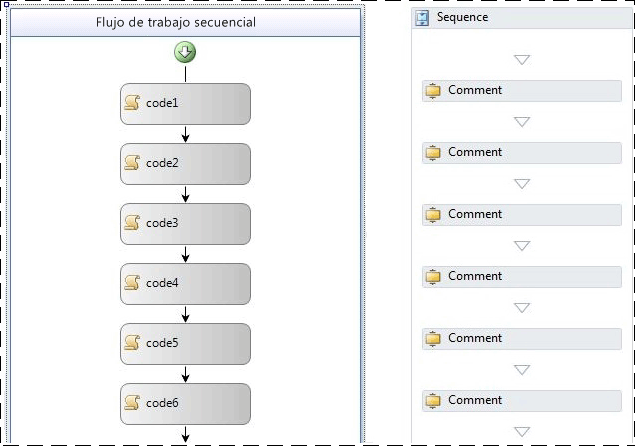 Flujo de trabajo secuencial
code1
code2
code3
code4
code5
code6
Sequence
Comment
Comment
Comment
Comment
Comment
Comment